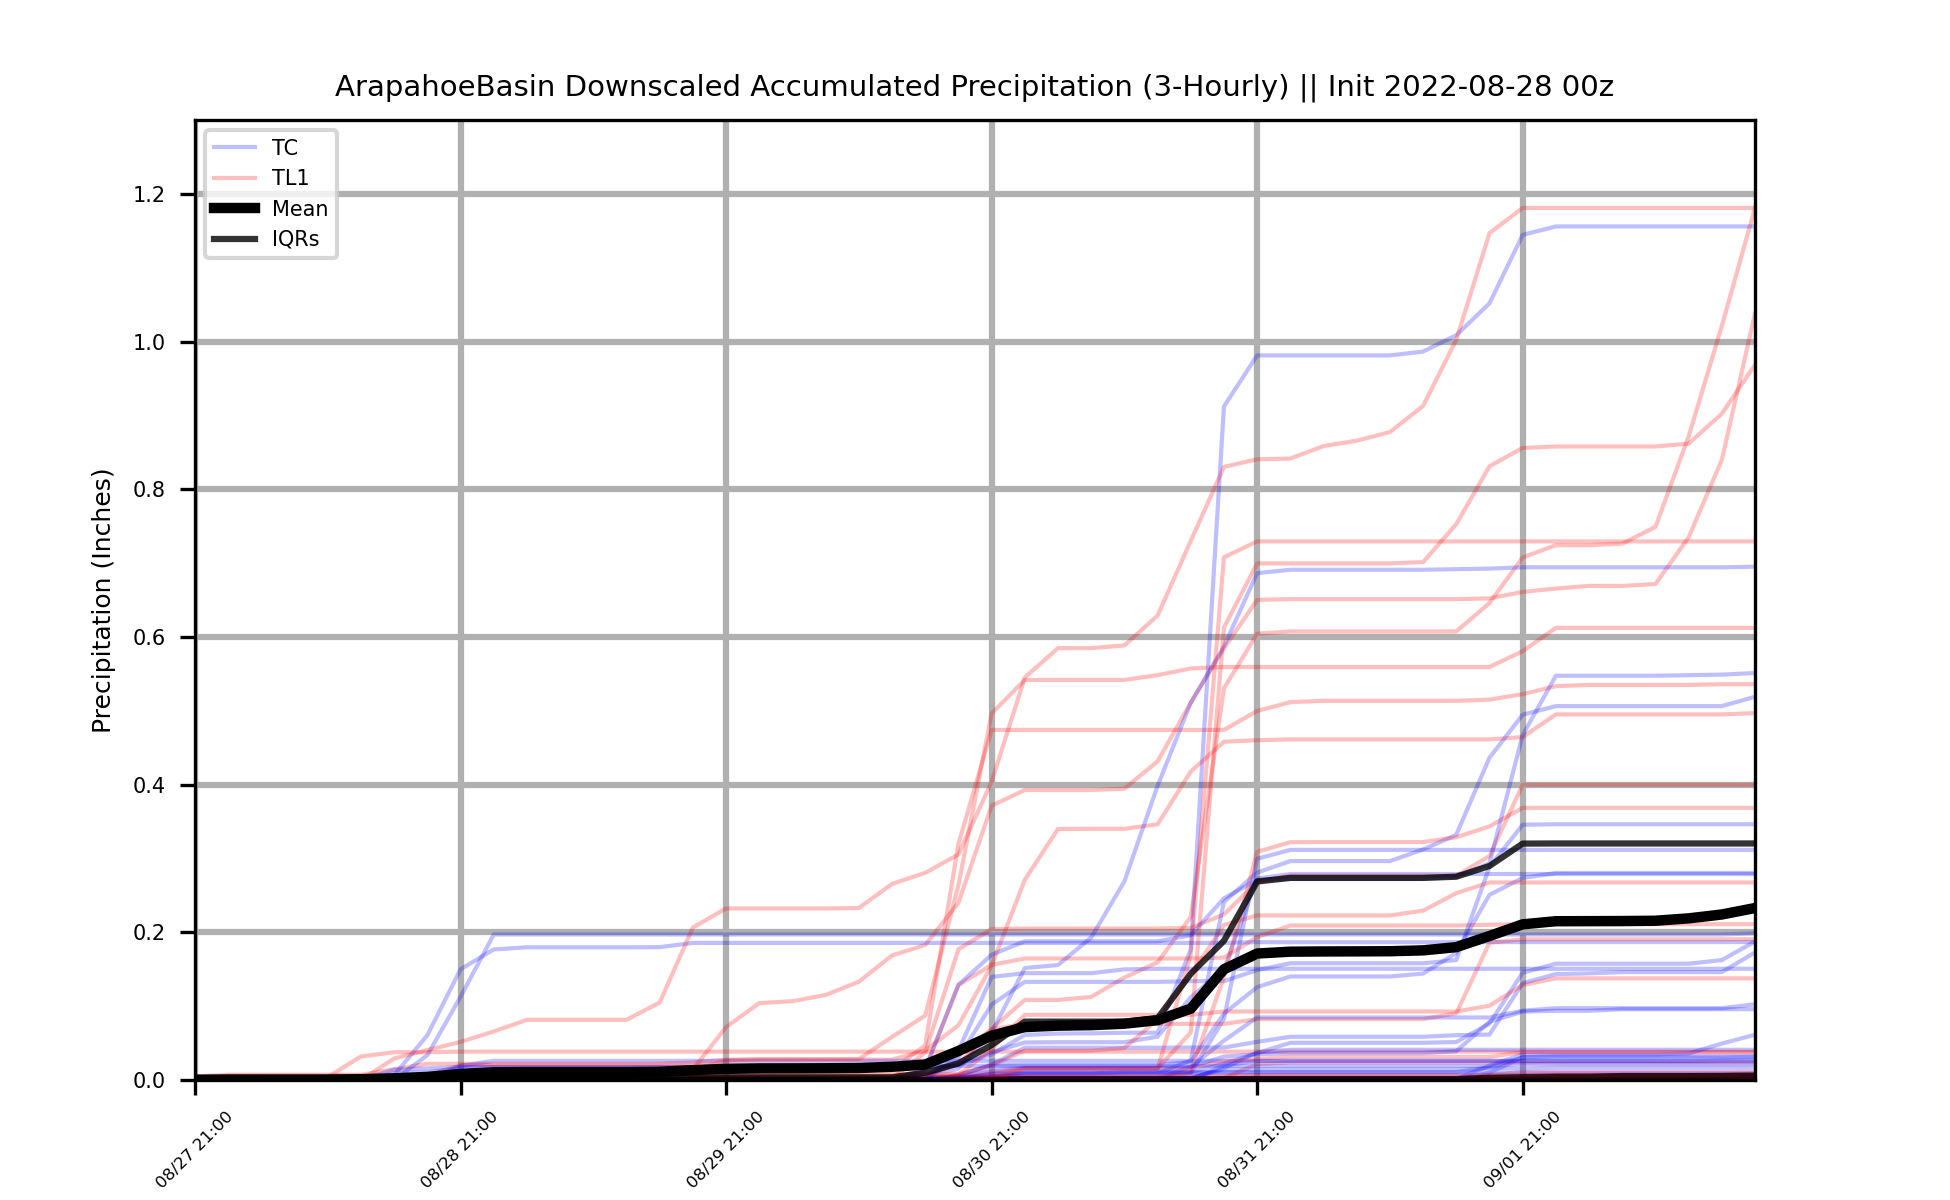 ArapahoeBasin Downscaled Accumulated Precipitation (3-Hourly) || Init 2022-08-28 00z
TC
TL1
Mean
IQRs
Precipitation (Inches)
1.2
1.0
0.8
0.6
0.4
0.2
0.0
08/27 21:00
08/28 21:00
08/29 21:00
08/30 21:00
08/31 21:00
09/01 21:00